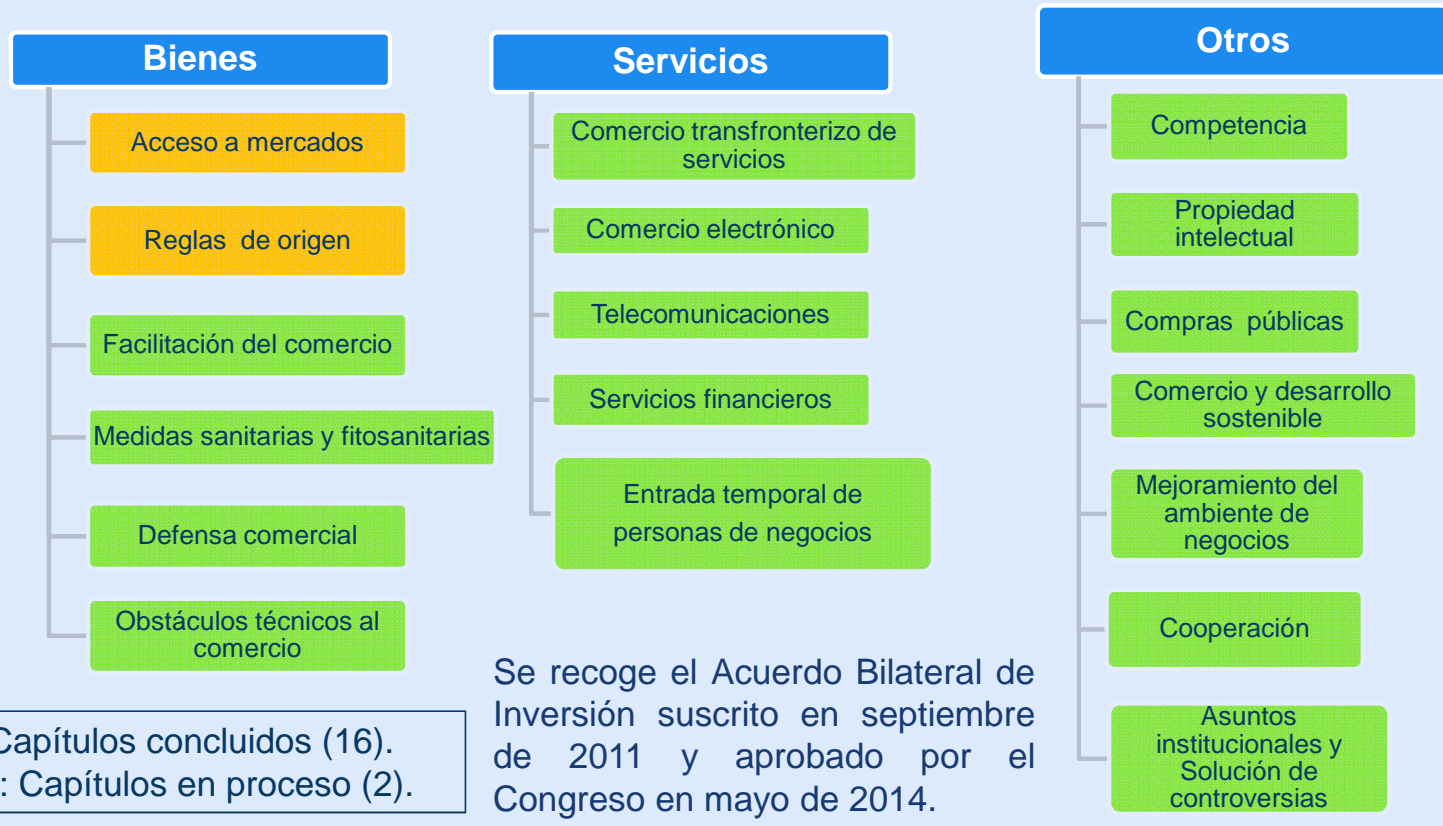 Bienes
Acceso a mercados
Reglas de origen
Facilitación del comercio
Medidas sanitarias y fitosanitarias
Defensa comercial
Obstáculos técnicos al
comercio
Servicios
Comercio transfronterizo de
servicios
Comercio electrónico
Telecomunicaciones
Servicios financieros
Entrada temporal de
personas de negocios
Otros
Competencia
Propiedad
intelectual
Compras públicas
Comercio y desarrollo
sostenible
Mejoramiento del
ambiente de
negocios
Cooperación
Asuntos
institucionales y
Solución de
controversias
Capítulos concluidos (16).
: Capítulos en proceso (2).
Se recoge el Acuerdo Bilateral de
Inversión suscrito en septiembre
de 2011 y aprobado por el
Congreso en mayo de 2014.